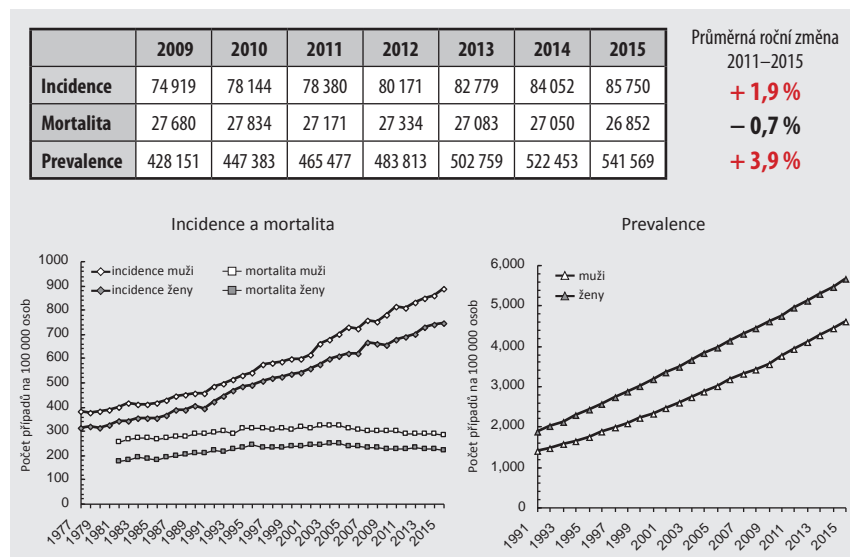 2009 2010 2011 2012 2013 2014 2015
Incidence 74 919 78 144 78 380 80 171 82 779 84 052 85 750
Mortalita 27 680 27 834 27 171 27 334 27 083 27 050 26 852
Prevalence 428 151 447 383 465 477 483 813 502 759 522 453 541 569
Průměrná roční změna
2011–2015
+ 1,9 %
– 0,7 %
+ 3,9 %
Incidence a mortalita
incidence muži mortalita muži
incidence ženy mortalita ženy
Počet případů na 100 000 osob
1000
900
800
700
600
500
400
300
200
100
0
1977 1979 1981 1983 1985 1987 1989 1991 1993 1995 1997 1999 2001 2003 2005 2007 2009 2011 2013 2015
Prevalence
muži
ženy
Počet případů na 100 000 osob
6,000
5,000
4,000
3,000
2,000
1,000
0
1991 1993 1995 1997 1999 2001 2003 2005 2007 2009 2011 2013 2015